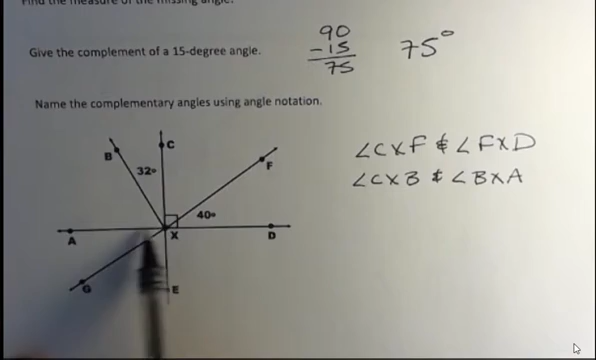 Find the measure of the missing angle.
Give the complement of a 15-degree angle.
90
-15
75
75°
Name the complementary angles using angle notation.
∠CXF & ∠FXD
∠CXB & ∠BXA
C
B
32°
F
40°
A
X
D
G
E